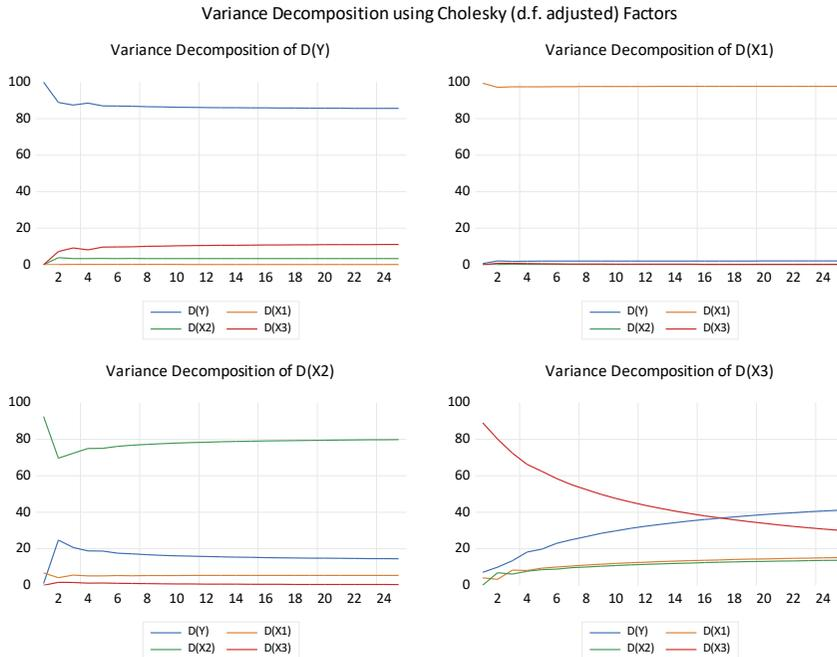 Variance Decomposition using Cholesky (d.f. adjusted) Factors
Variance Decomposition of D(Y)
100
80
60
40
20
0
2 4 6 8 10 12 14 16 18 20 22 24
D(Y) D(X1)
D(X2) D(X3)
Variance Decomposition of D(X1)
100
80
60
40
20
0
2 4 6 8 10 12 14 16 18 20 22 24
D(Y) D(X1)
D(X2) D(X3)
Variance Decomposition of D(X2)
100
80
60
40
20
0
2 4 6 8 10 12 14 16 18 20 22 24
D(Y) D(X1)
D(X2) D(X3)
Variance Decomposition of D(X3)
100
80
60
40
20
0
2 4 6 8 10 12 14 16 18 20 22 24
D(Y) D(X1)
D(X2) D(X3)